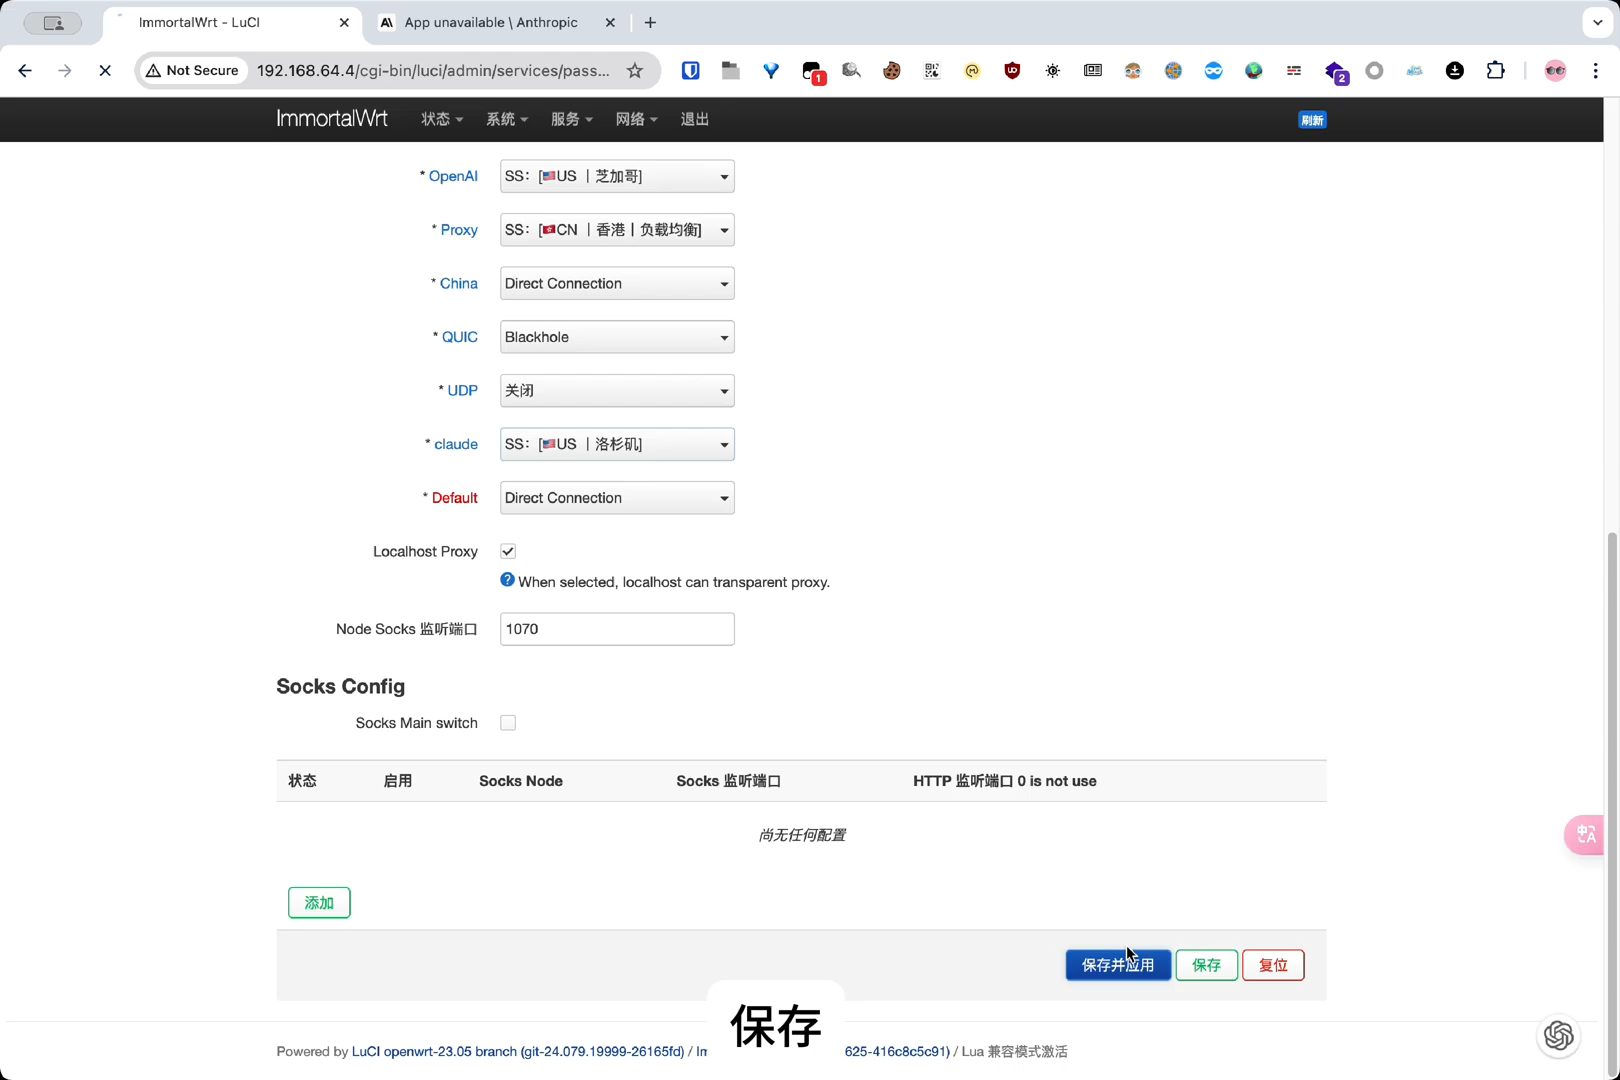 ImmortalWrt - LuCI
App unavailable \ Anthropic
Not Secure
192.168.64.4/cgi-bin/luci/admin/services/pass...
1
2
ImmortalWrt
状态
系统
服务
网络
退出
刷新
* OpenAI
SS：[🇺🇸US ｜芝加哥]
* Proxy
SS：[🇭🇰CN ｜香港｜负载均衡]
* China
Direct Connection
* QUIC
Blackhole
* UDP
关闭
* claude
SS：[🇺🇸US ｜洛杉矶]
* Default
Direct Connection
Localhost Proxy
When selected, localhost can transparent proxy.
Node Socks 监听端口
1070
Socks Config
Socks Main switch
状态
启用
Socks Node
Socks 监听端口
HTTP 监听端口 0 is not use
尚无任何配置
添加
保存并应用
保存
复位
保存
Powered by LuCI openwrt-23.05 branch (git-24.079.19999-26165fd) / Im
625-416c8c5c91) / Lua 兼容模式激活